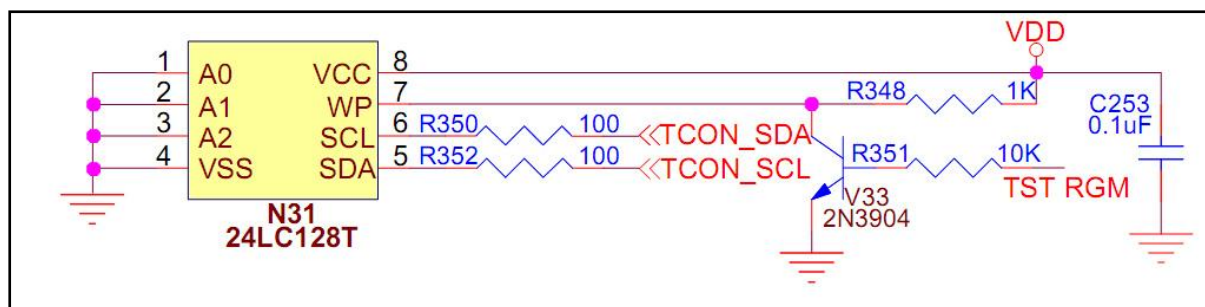 VDD
1 A0 VCC 8 R348 1K
2 A1 WP 7 C253
0.1uF
3 A2 SCL 6 R350 100 TCON_SDA
4 VSS SDA 5 R352 100 TCON_SCL R351 10K
TST RGM
V33
2N3904
N31
24LC128T